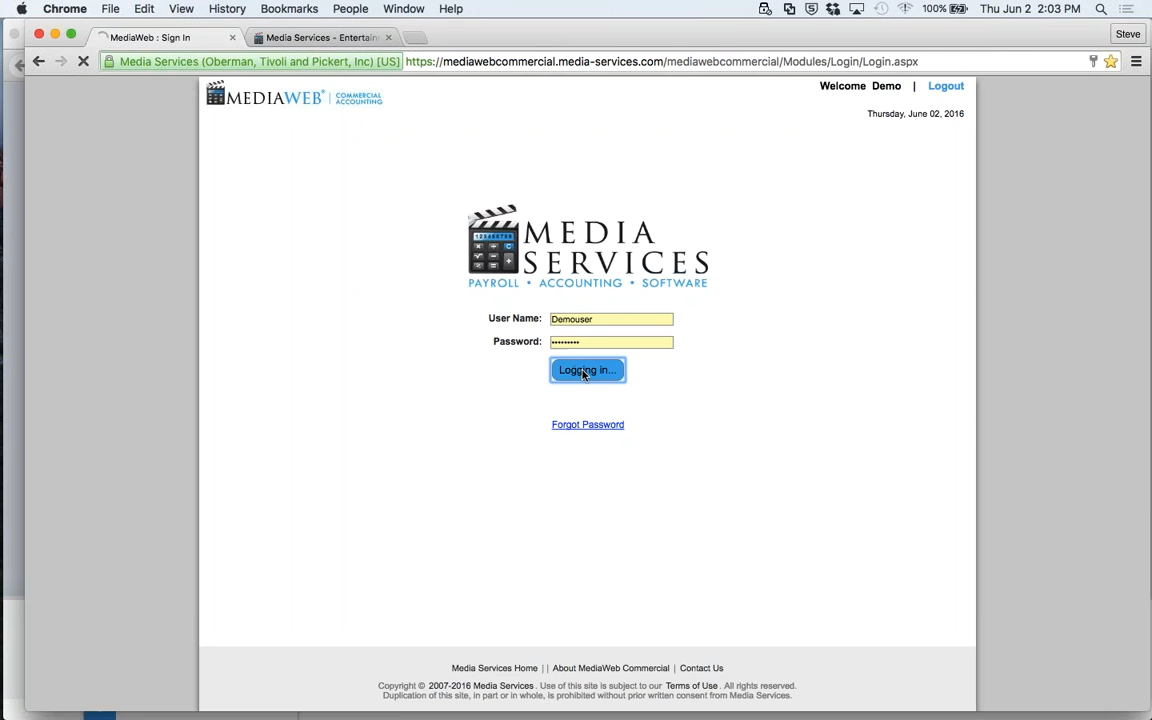 Chrome File Edit View History Bookmarks People Window Help 100% Thu Jun 2 2:03 PM
MediaWeb : Sign In Media Services - Entertain Steve
Media Services (Oberman, Tivoli and Pickert, Inc) [US] https://mediawebcommercial.media-services.com/mediawebcommercial/Modules/Login/Login.aspx
MEDIAWEB® | COMMERCIAL ACCOUNTING
Welcome Demo | Logout
Thursday, June 02, 2016
MEDIA
SERVICES
PAYROLL • ACCOUNTING • SOFTWARE
User Name: Demouser
Password: •••••••••
Logging in...
Forgot Password
Media Services Home | | About MediaWeb Commercial | Contact Us
Copyright © 2007-2016 Media Services . Use of this site is subject to our Terms of Use . All rights reserved.
Duplication of this site, in part or in whole, is prohibited without prior written consent from Media Services.